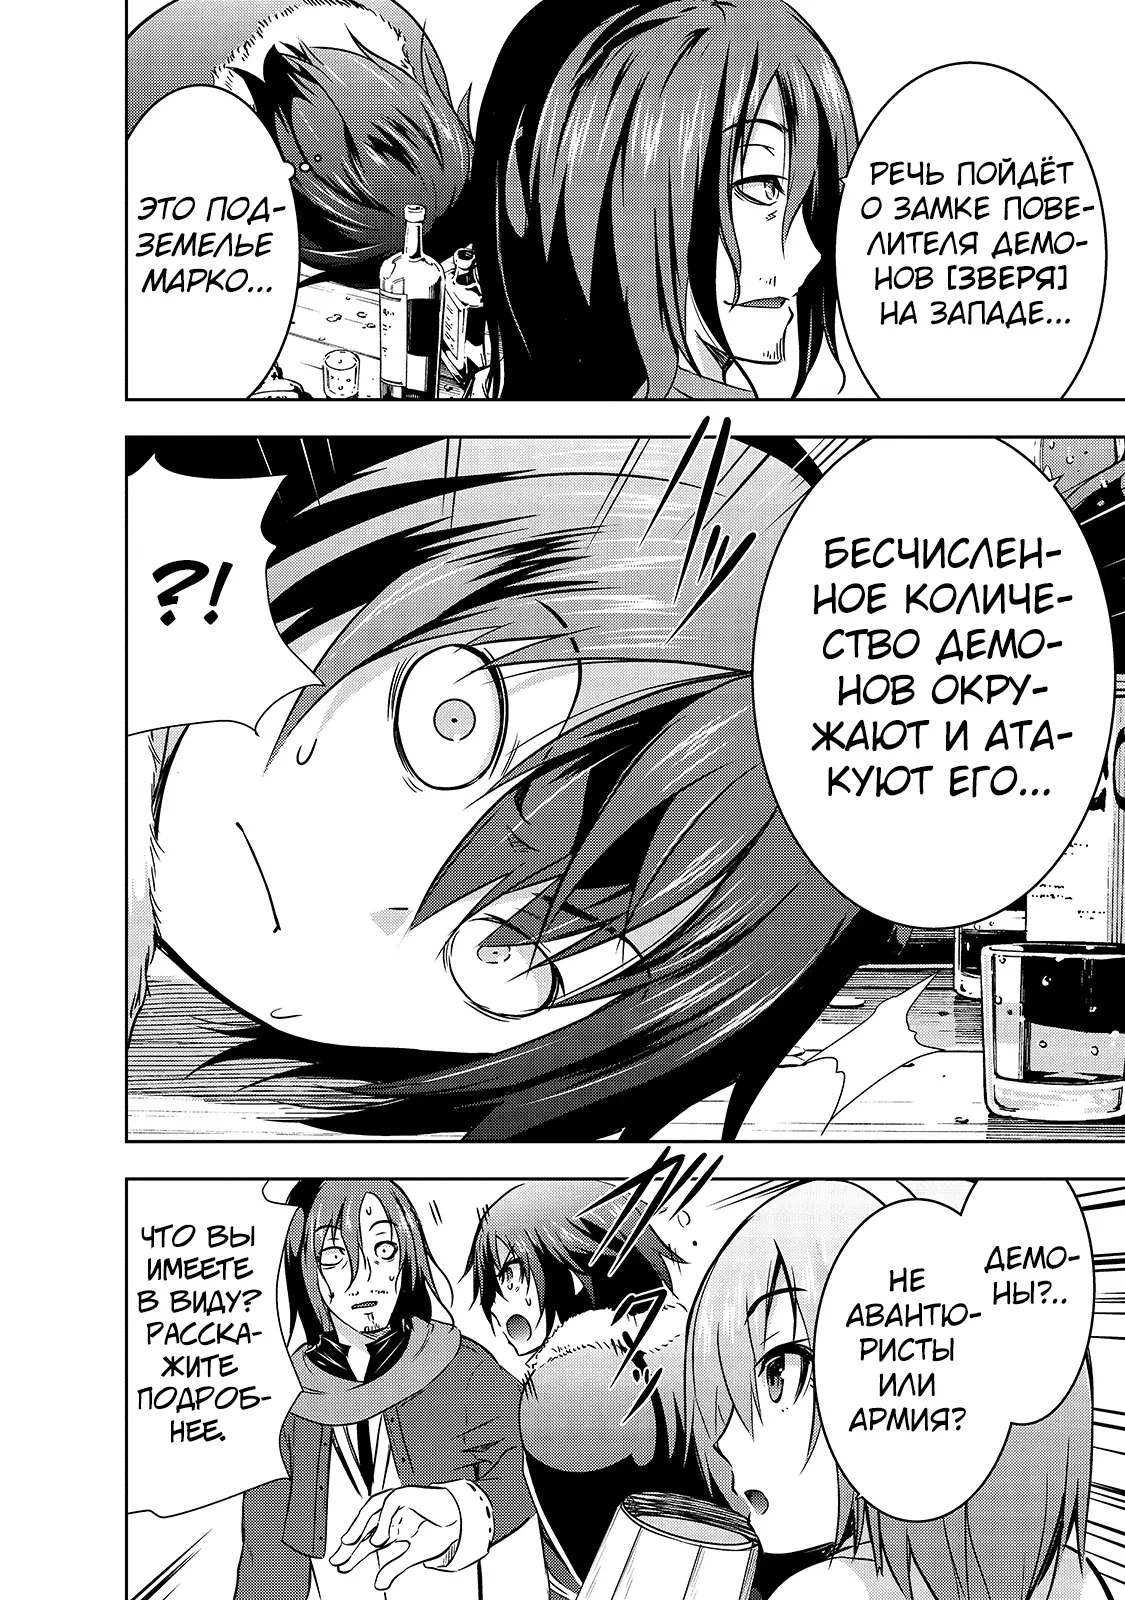 РЕЧЬ ПОЙДЁТ
О ЗАМКЕ ПОВЕ-
ЛИТЕЛЯ ДЕМО-
НОВ [ЗВЕРЯ]
НА ЗАПАДЕ...
ЭТО ПОД-
ЗЕМЕЛЬЕ
МАРКО...
БЕСЧИСЛЕН-
НОЕ КОЛИЧЕ-
СТВО ДЕМО-
НОВ ОКРУ-
ЖАЮТ И АТА-
КУЮТ ЕГО...
?!
ДЕМО-
НЫ?..
НЕ
АВАНТЮ-
РИСТЫ
ИЛИ
АРМИЯ?
ЧТО ВЫ
ИМЕЕТЕ
В ВИДУ?
РАССКА-
ЖИТЕ
ПОДРОБ-
НЕЕ.